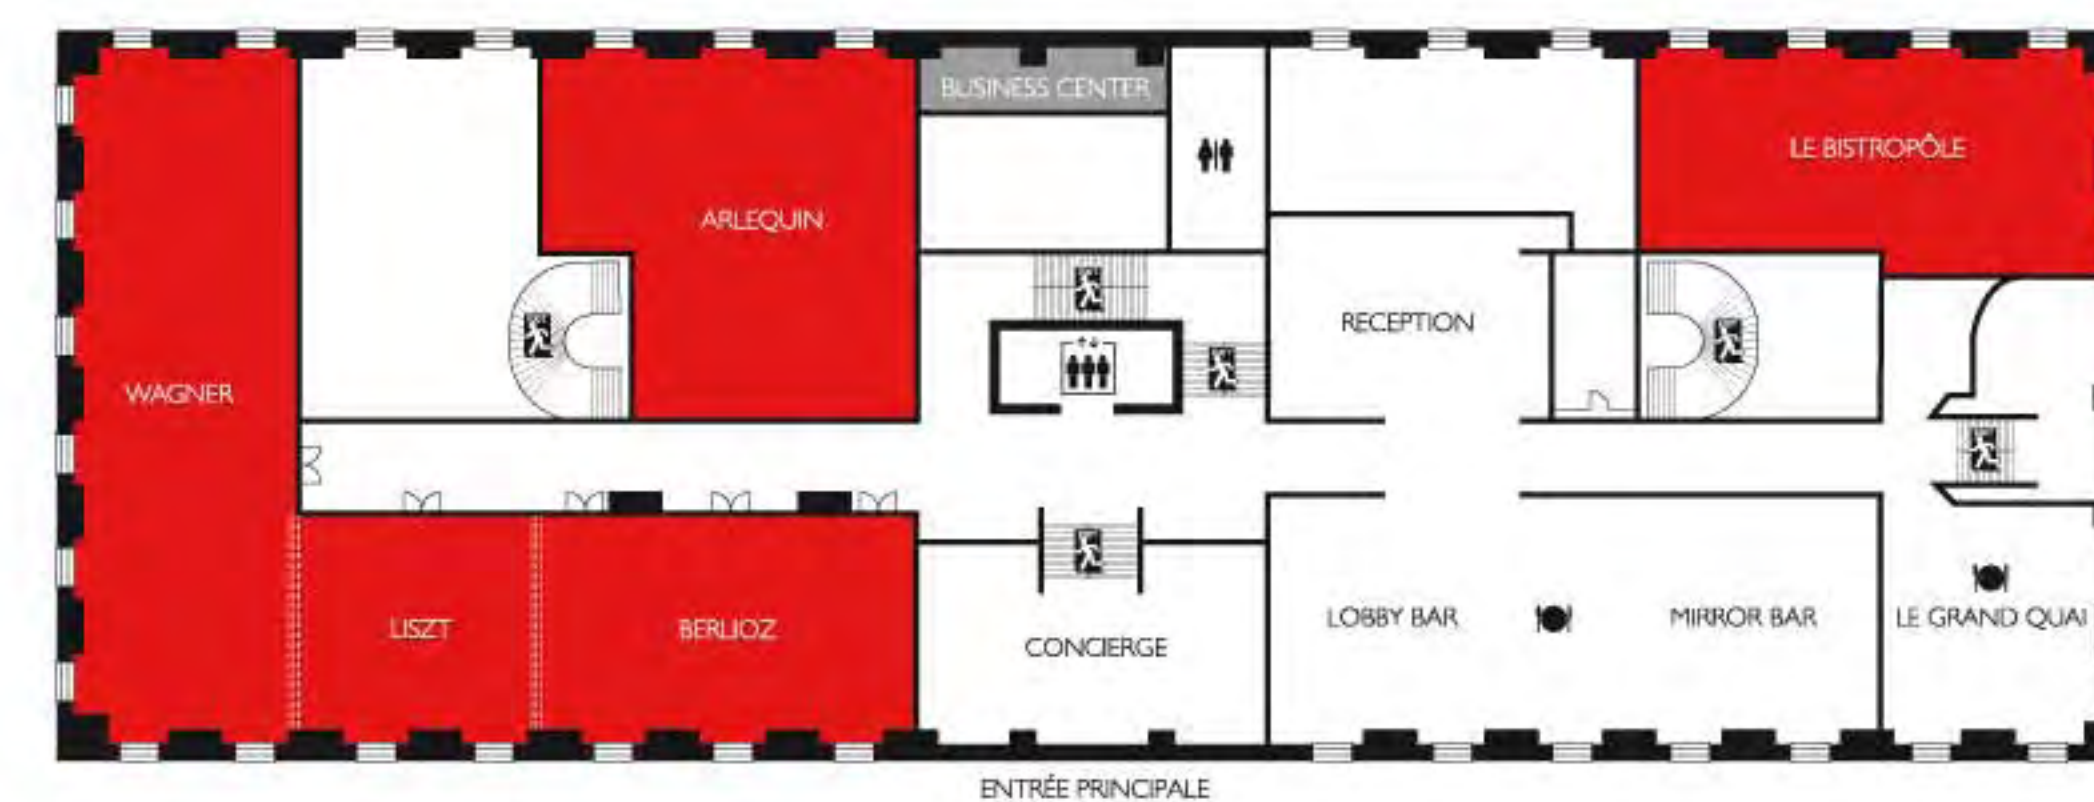 BUSINESS CENTER
LE BISTROPÔLE
ARLEQUIN
RECEPTION
WAGNER
LISZT
BERLIOZ
CONCIERGE
LOBBY BAR
MIRROR BAR
LE GRAND QUAI
ENTRÉE PRINCIPALE